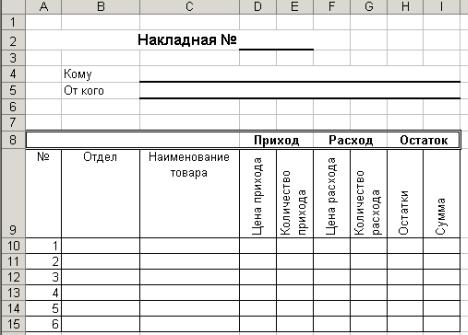 A B C D E F G H I
1
2 Накладная №
3
4 Кому
5 От кого
6
7
8 Приход Расход Остаток
9 № Отдел Наименование товара Цена прихода Количество прихода Цена расхода Количество расхода Остатки Сумма
10 1
11 2
12 3
13 4
14 5
15 6